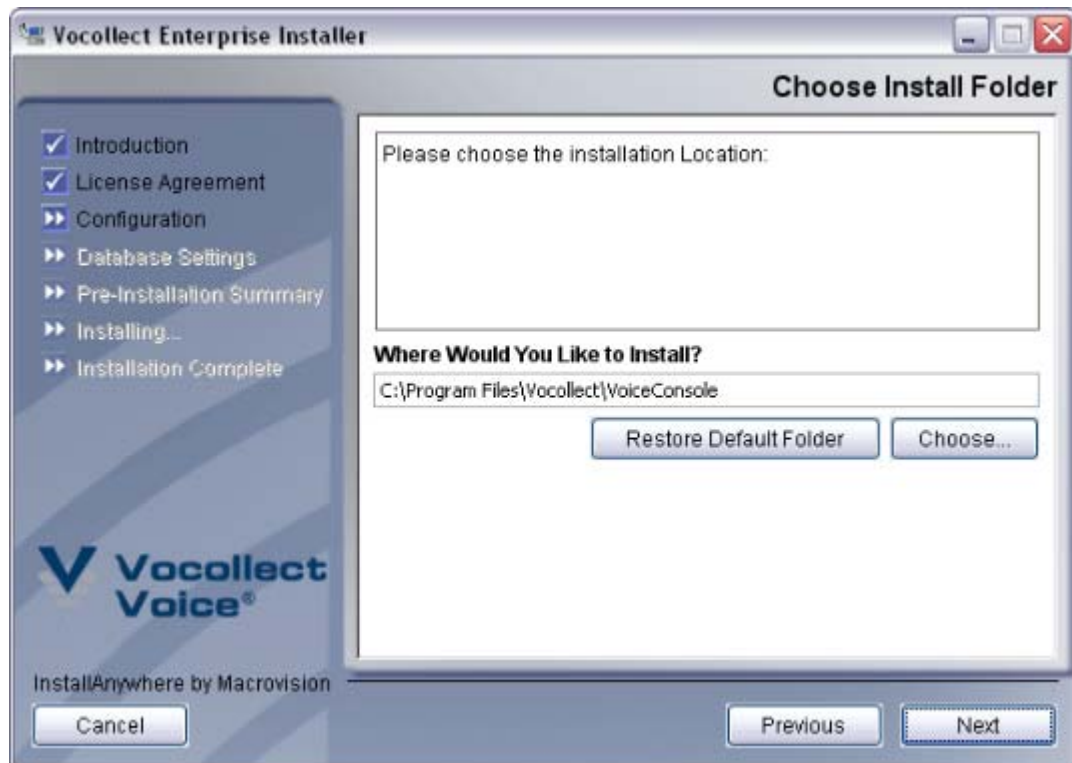 Vocollect Enterprise Installer
Choose Install Folder
Introduction
License Agreement
Configuration
Database Settings
Pre-Installation Summary
Installing...
Installation Complete
Vocollect
Voice®
Please choose the installation Location:
Where Would You Like to Install?
C:\Program Files\Vocollect\VoiceConsole
Restore Default Folder
Choose...
InstallAnywhere by Macrovision
Cancel
Previous
Next